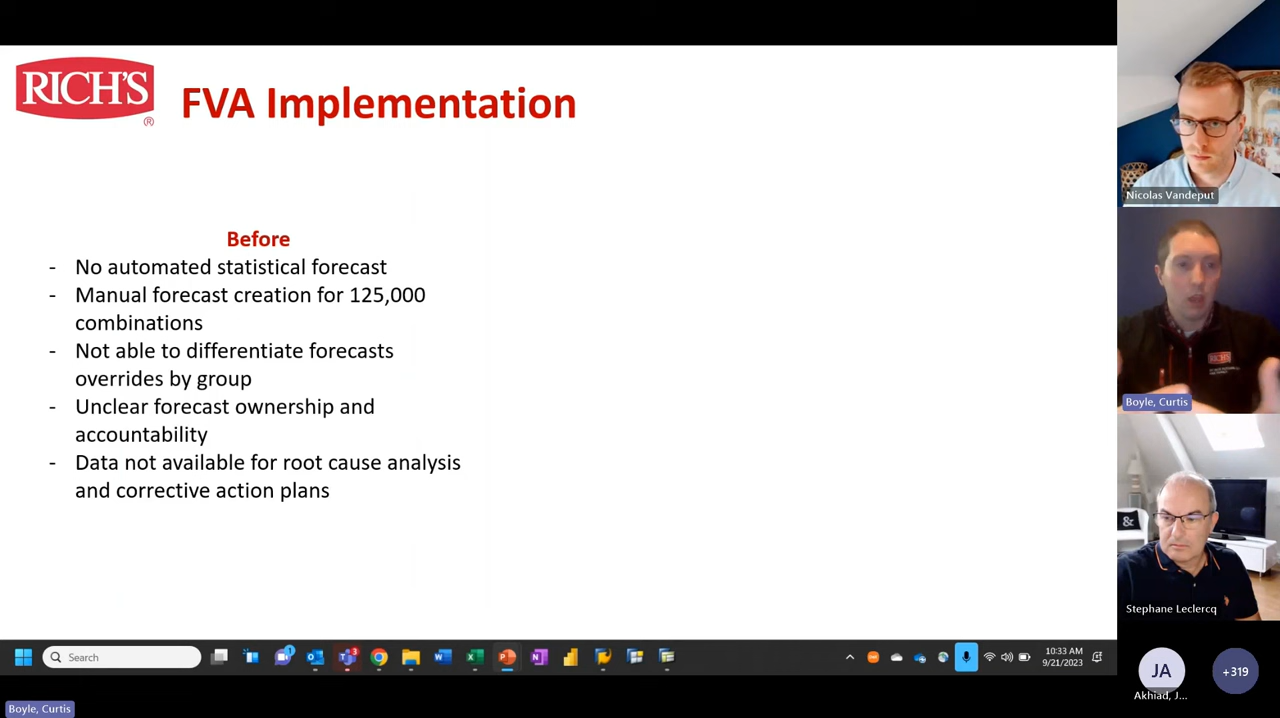 RICH'S
®
FVA Implementation
Before
- No automated statistical forecast
- Manual forecast creation for 125,000
combinations
- Not able to differentiate forecasts
overrides by group
- Unclear forecast ownership and
accountability
- Data not available for root cause analysis
and corrective action plans
Nicolas Vandeput
RICH'S
Boyle, Curtis
&
Stephane Leclercq
JA
Akhiad, J...
+319
Search
1
3
10:33 AM
9/21/2023
Boyle, Curtis